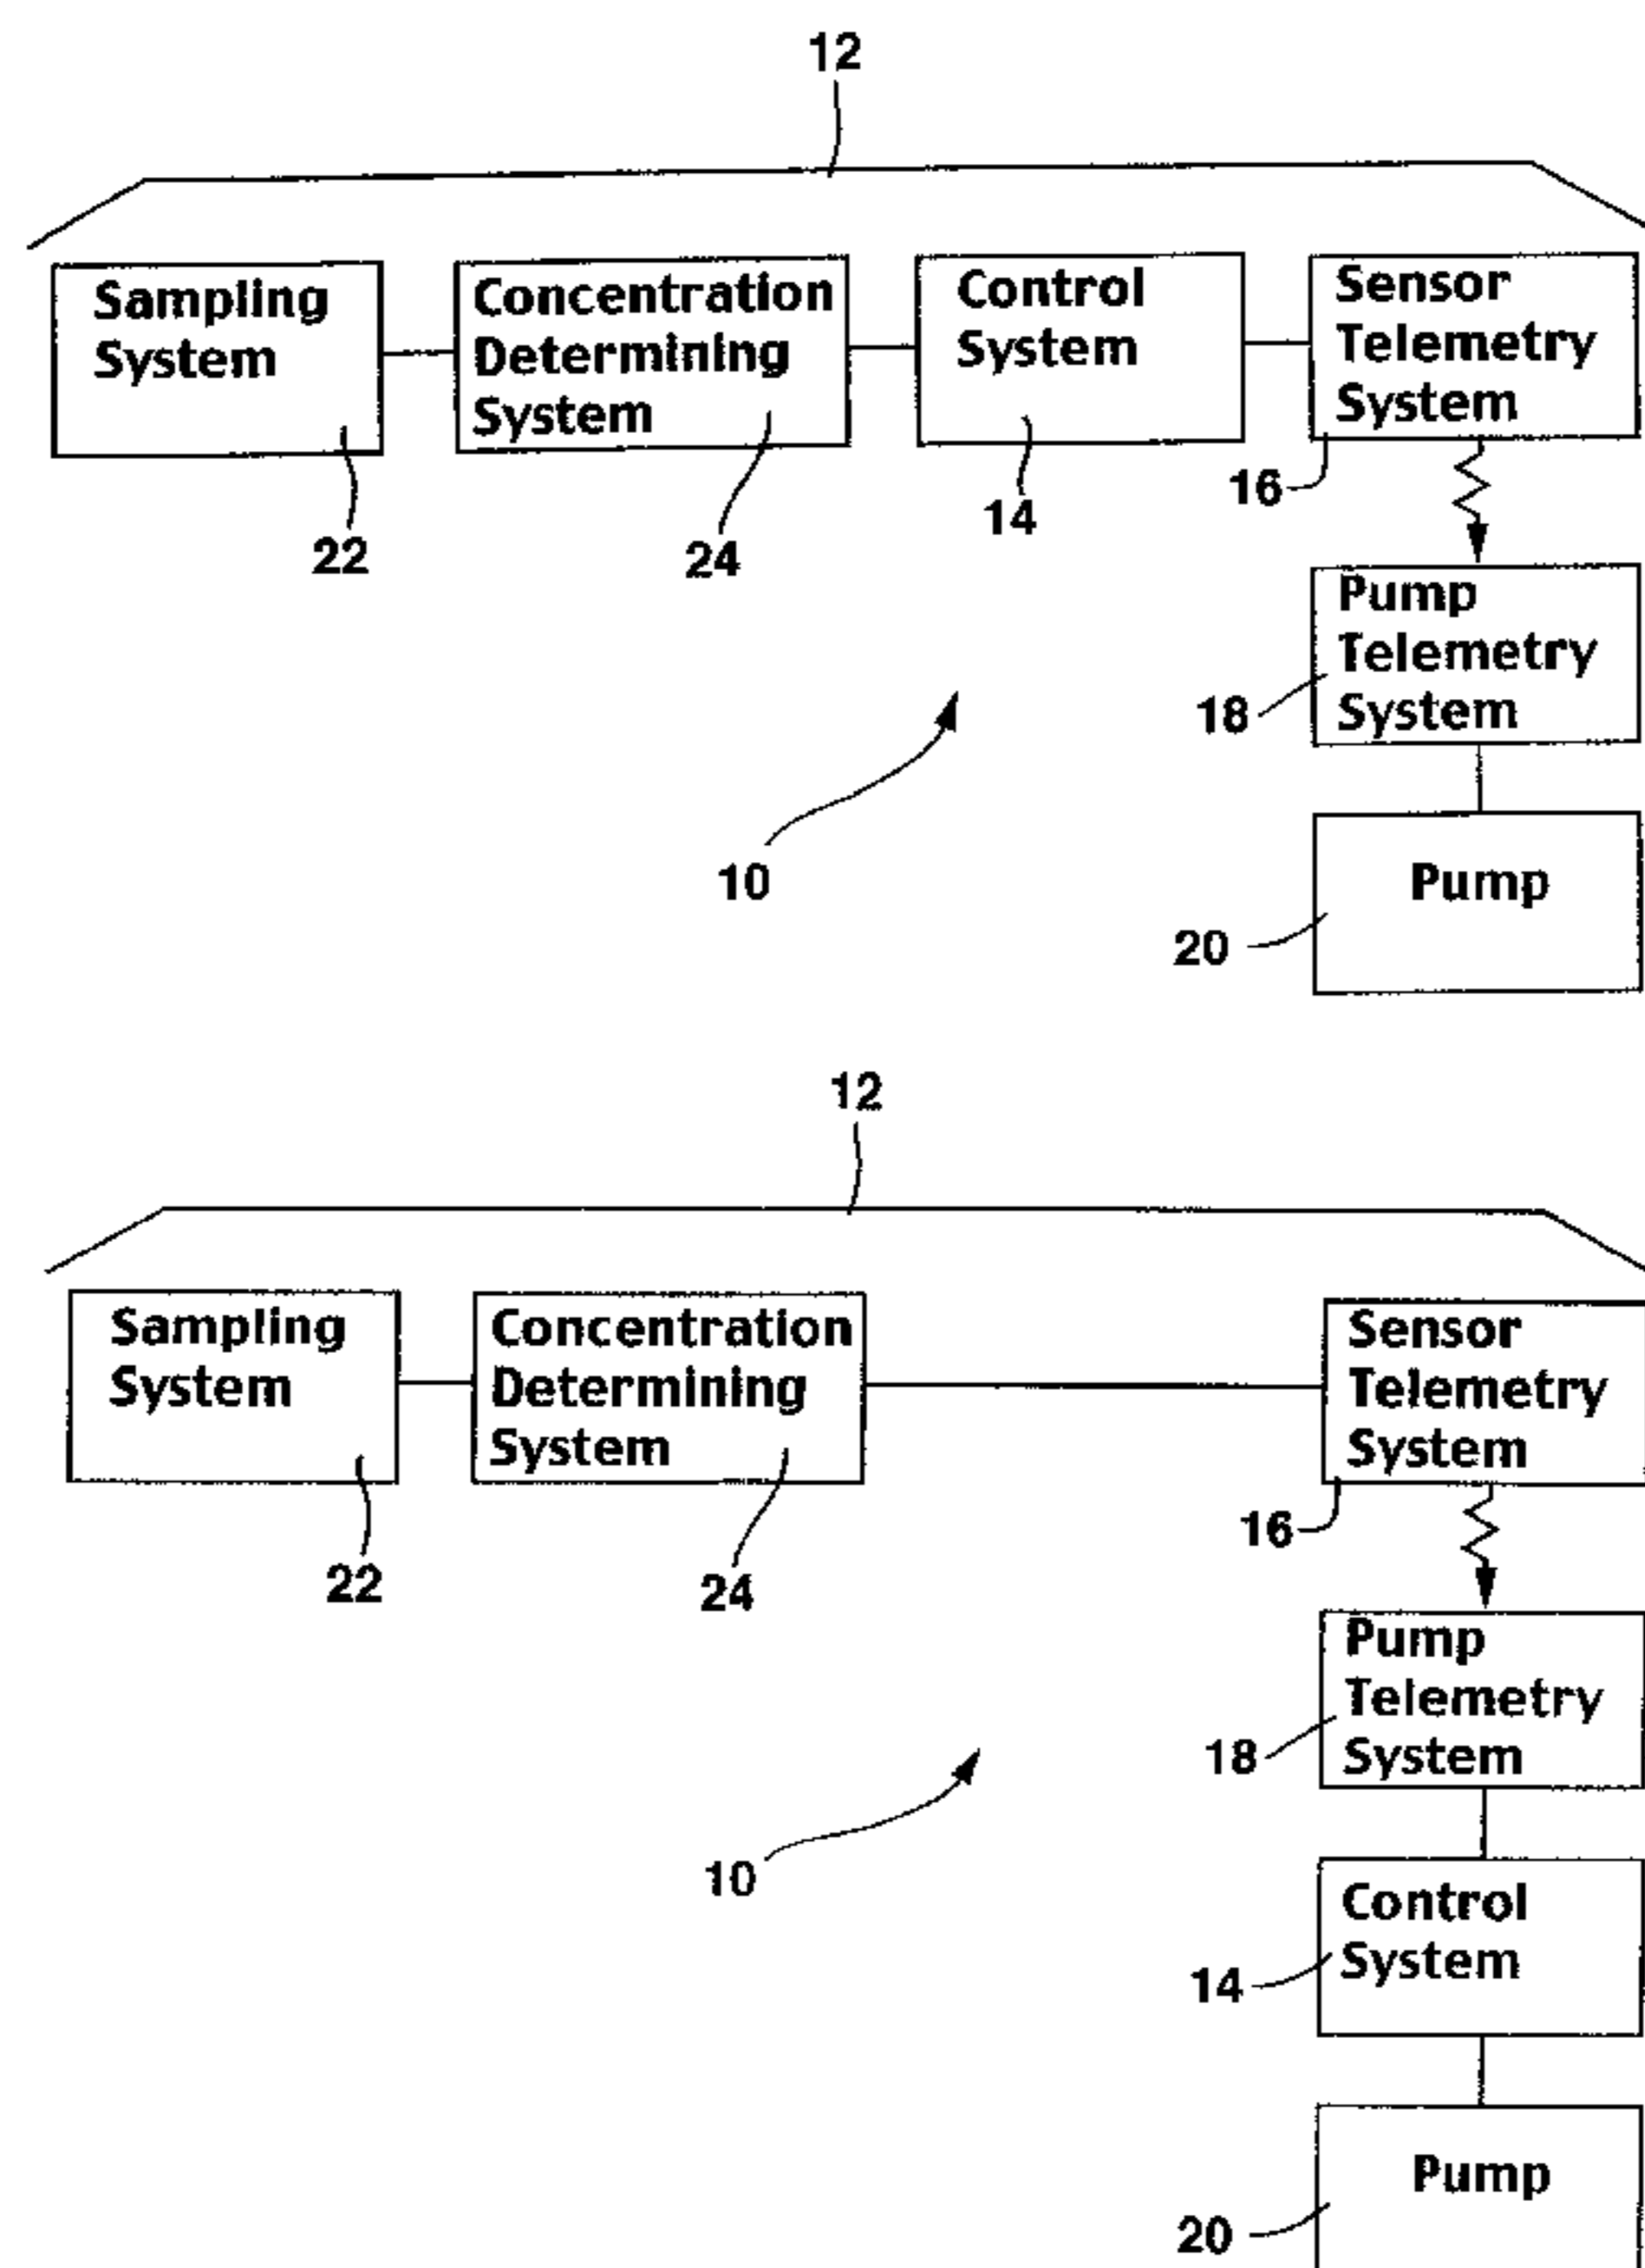 12
Sampling
System
Concentration
Determining
System
Control
System
Sensor
Telemetry
System
22
24
14
16
Pump
Telemetry
System
18
10
Pump
20
12
Sampling
System
Concentration
Determining
System
Sensor
Telemetry
System
22
24
16
Pump
Telemetry
System
18
10
Control
System
14
Pump
20